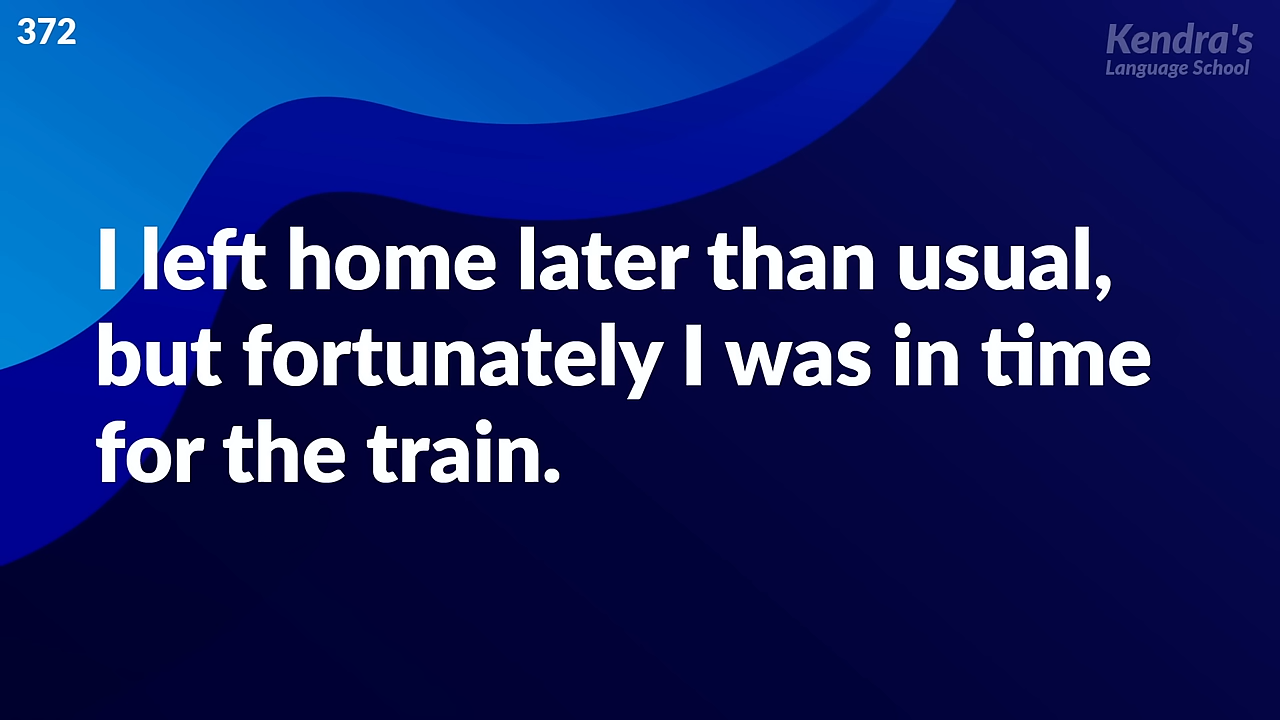 372
Kendra's
Language School
I left home later than usual,
but fortunately I was in time
for the train.